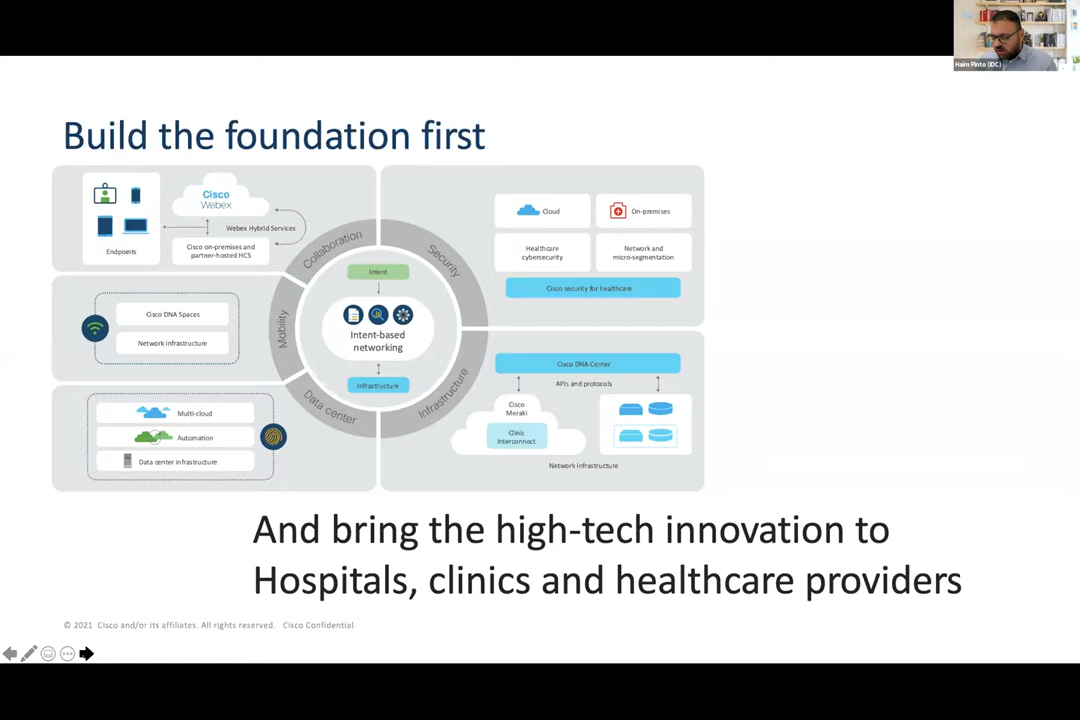 Haim Pinto (IDC)
Build the foundation first
Cisco
Webex
Webex Hybrid Services
Endpoints
Cisco on-premises and
partner-hosted HCS
Collaboration
Security
Cloud
On-premises
Healthcare
cybersecurity
Network and
micro-segmentation
Cisco security for healthcare
Intent
Intent-based
networking
Infrastructure
Mobility
Cisco DNA Spaces
Network infrastructure
Data center
Multi-cloud
Automation
Data center infrastructure
Infrastructure
Cisco DNA Center
APIs and protocols
Cisco
Meraki
Clinic
interconnect
Network infrastructure
And bring the high-tech innovation to
Hospitals, clinics and healthcare providers
© 2021 Cisco and/or its affiliates. All rights reserved. Cisco Confidential